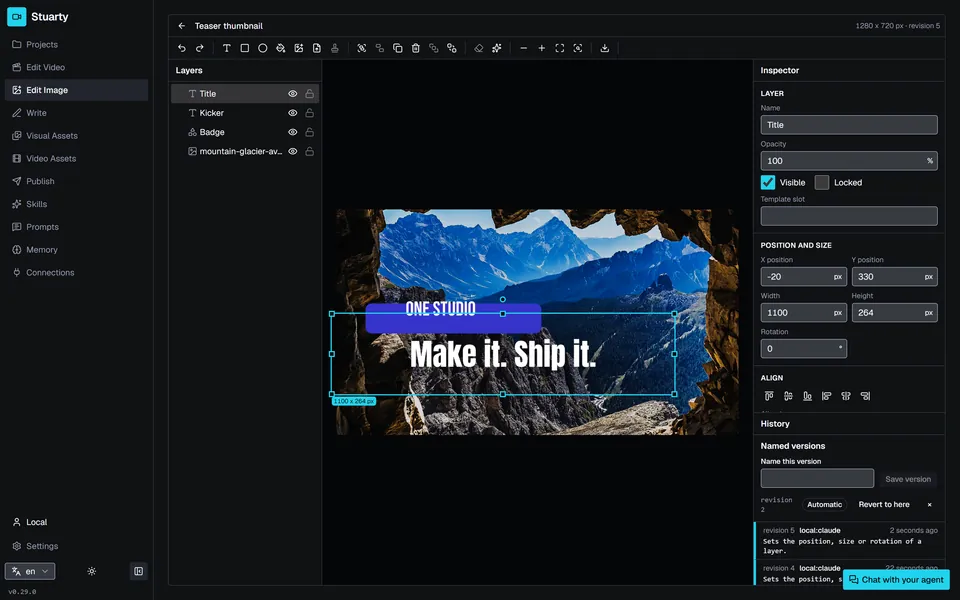 Stuarty
Projects
Edit Video
Edit Image
Write
Visual Assets
Video Assets
Publish
Skills
Prompts
Memory
Connections
Local
Settings
en
v0.29.0
Teaser thumbnail
1280 x 720 px · revision 5
Layers
Title
Kicker
Badge
mountain-glacier-av...
ONE STUDIO
Make it. Ship it.
1100 x 264 px
Inspector
LAYER
Name
Title
Opacity
100 %
Visible Locked
Template slot
POSITION AND SIZE
X position Y position
-20 px 330 px
Width Height
1100 px 264 px
Rotation
0 °
ALIGN
History
Named versions
Name this version
Save version
revision 2 Automatic Revert to here ×
revision 5 local:claude 2 seconds ago
Sets the position, size or rotation of a
layer.
revision 4 local:claude 22 seconds ago
Sets the position, s
Chat with your agent